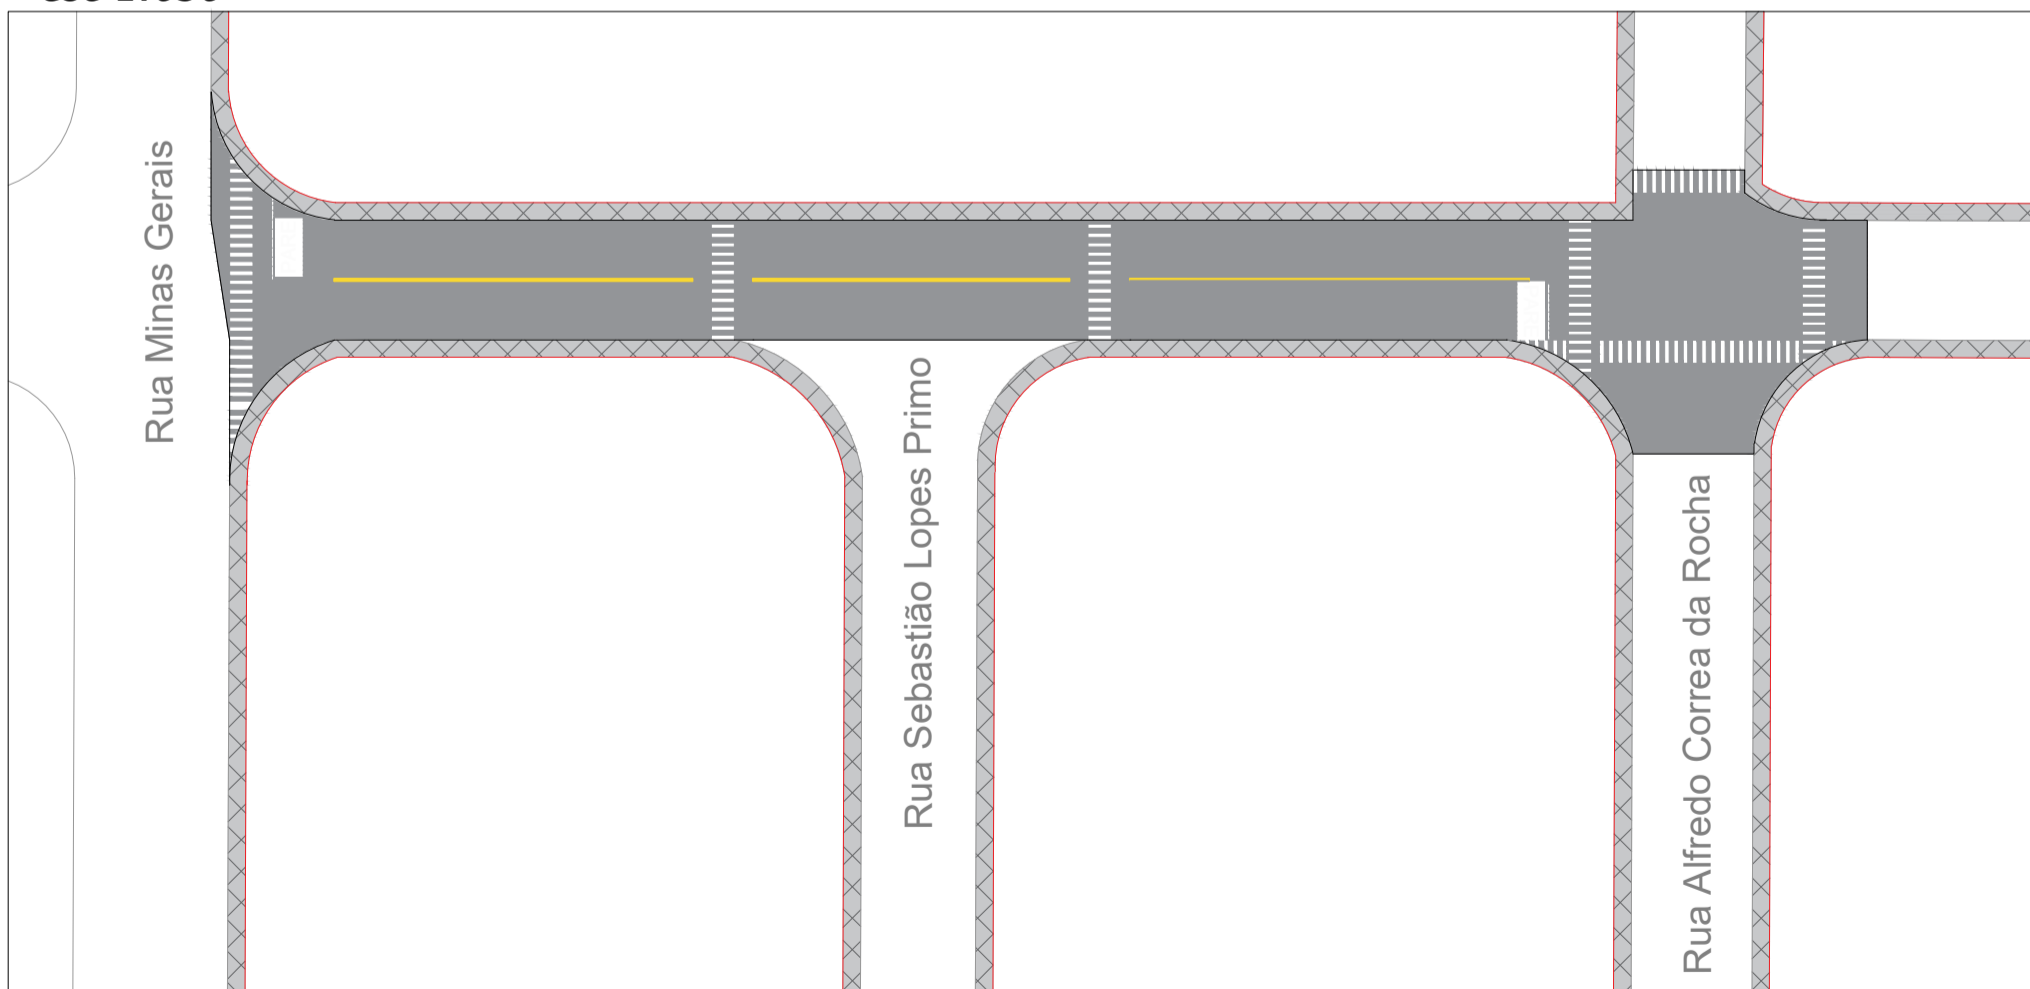 Rua Minas Gerais
Rua Sebastião Lopes Primo
Rua Alfredo Correa da Rocha